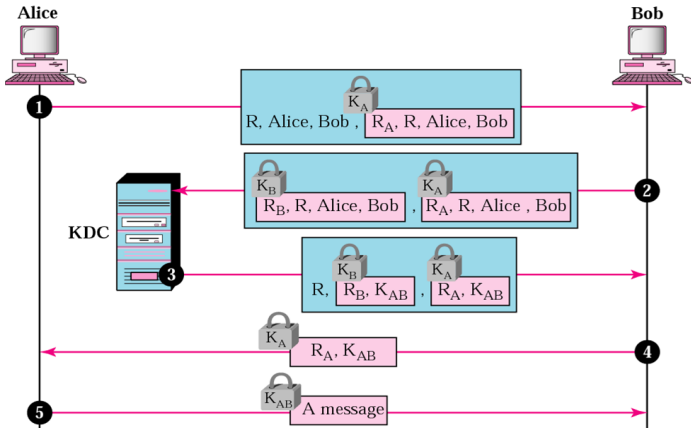 Alice
Bob
1
K_A
R, Alice, Bob , R_A, R, Alice, Bob
K_B
K_A
R_B, R, Alice, Bob , R_A, R, Alice , Bob
2
KDC
3
K_B
K_A
R, R_B, K_AB , R_A, K_AB
K_A
R_A, K_AB
4
5
K_AB
A message